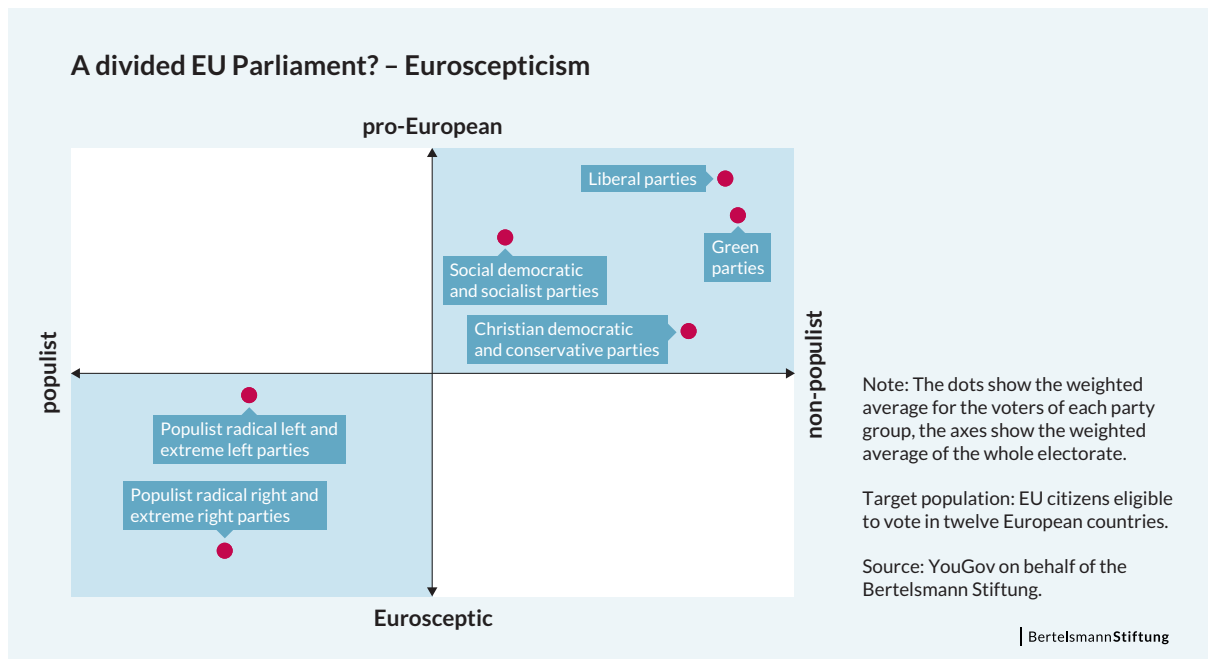 A divided EU Parliament? – Euroscepticism
pro-European
Liberal parties
Green
parties
Social democratic
and socialist parties
Christian democratic
and conservative parties
populist
non-populist
Populist radical left and
extreme left parties
Populist radical right and
extreme right parties
Eurosceptic
Note: The dots show the weighted
average for the voters of each party
group, the axes show the weighted
average of the whole electorate.
Target population: EU citizens eligible
to vote in twelve European countries.
Source: YouGov on behalf of the
Bertelsmann Stiftung.
BertelsmannStiftung